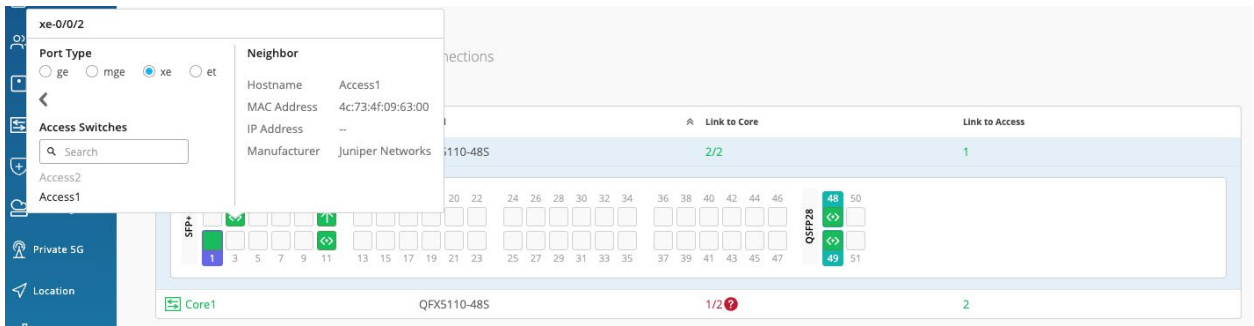 xe-0/0/2
Port Type
ge mge xe et
Access Switches
Search
Access2
Access1
Neighbor
Hostname Access1
MAC Address 4c:73:4f:09:63:00
IP Address --
Manufacturer Juniper Networks
nections
Link to Core
Link to Access
5110-48S
2/2
1
20 22 24 26 28 30 32 34 36 38 40 42 44 46 48 50
SFP+
QSFP28
1 3 5 7 9 11 13 15 17 19 21 23 25 27 29 31 33 35 37 39 41 43 45 47 49 51
Core1
QFX5110-48S
1/2
2
Private 5G
Location